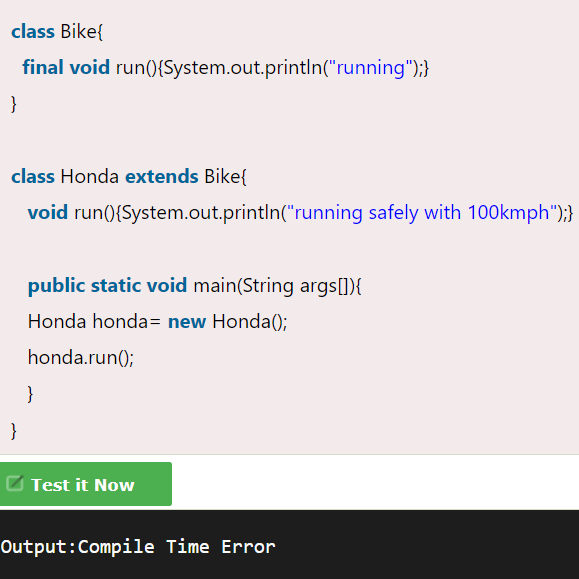 class Bike{
final void run(){System.out.println("running");}
}
class Honda extends Bike{
void run(){System.out.println("running safely with 100kmph");}
public static void main(String args[]){
Honda honda= new Honda();
honda.run();
}
}
Test it Now
Output:Compile Time Error